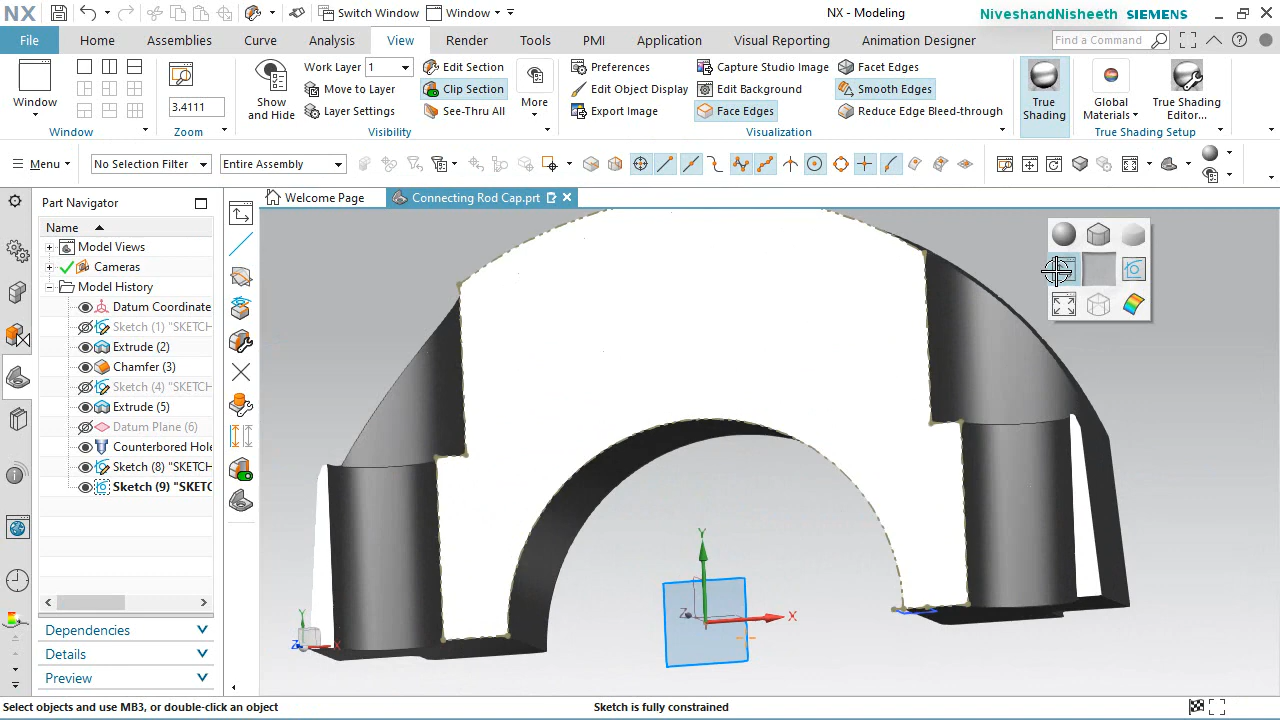 NX
Switch Window
Window
NX - Modeling
NiveshandNisheeth SIEMENS
File
Home
Assemblies
Curve
Analysis
View
Render
Tools
PMI
Application
Visual Reporting
Animation Designer
Find a Command
Window
Window
3.4111
Zoom
Show and Hide
Work Layer 1
Move to Layer
Layer Settings
Edit Section
Clip Section
See-Thru All
More
Visibility
Preferences
Edit Object Display
Export Image
Capture Studio Image
Edit Background
Face Edges
Facet Edges
Smooth Edges
Reduce Edge Bleed-through
Visualization
True Shading
Global Materials
True Shading Editor...
True Shading Setup
Menu
No Selection Filter
Entire Assembly
Welcome Page
Connecting Rod Cap.prt
Part Navigator
Name
Model Views
Cameras
Model History
Datum Coordinate
Sketch (1) "SKETCH
Extrude (2)
Chamfer (3)
Sketch (4) "SKETCH
Extrude (5)
Datum Plane (6)
Counterbored Hole
Sketch (8) "SKETCH
Sketch (9) "SKETC
Dependencies
Details
Preview
Y
Z
X
Y
Z
X
Select objects and use MB3, or double-click an object
Sketch is fully constrained